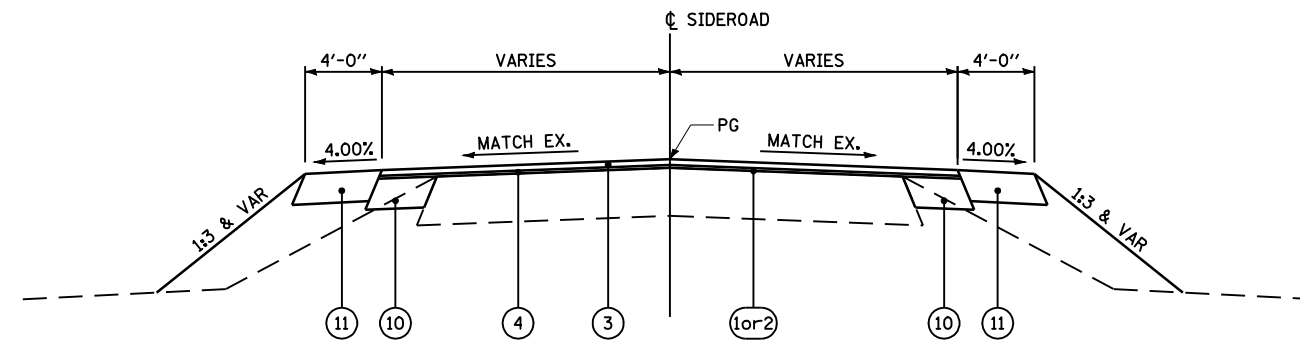 ℄ SIDEROAD
4'-0" VARIES VARIES 4'-0"
PG
4.00% MATCH EX. MATCH EX. 4.00%
1:3 & VAR 1:3 & VAR
11 10 4 3 1or2 10 11